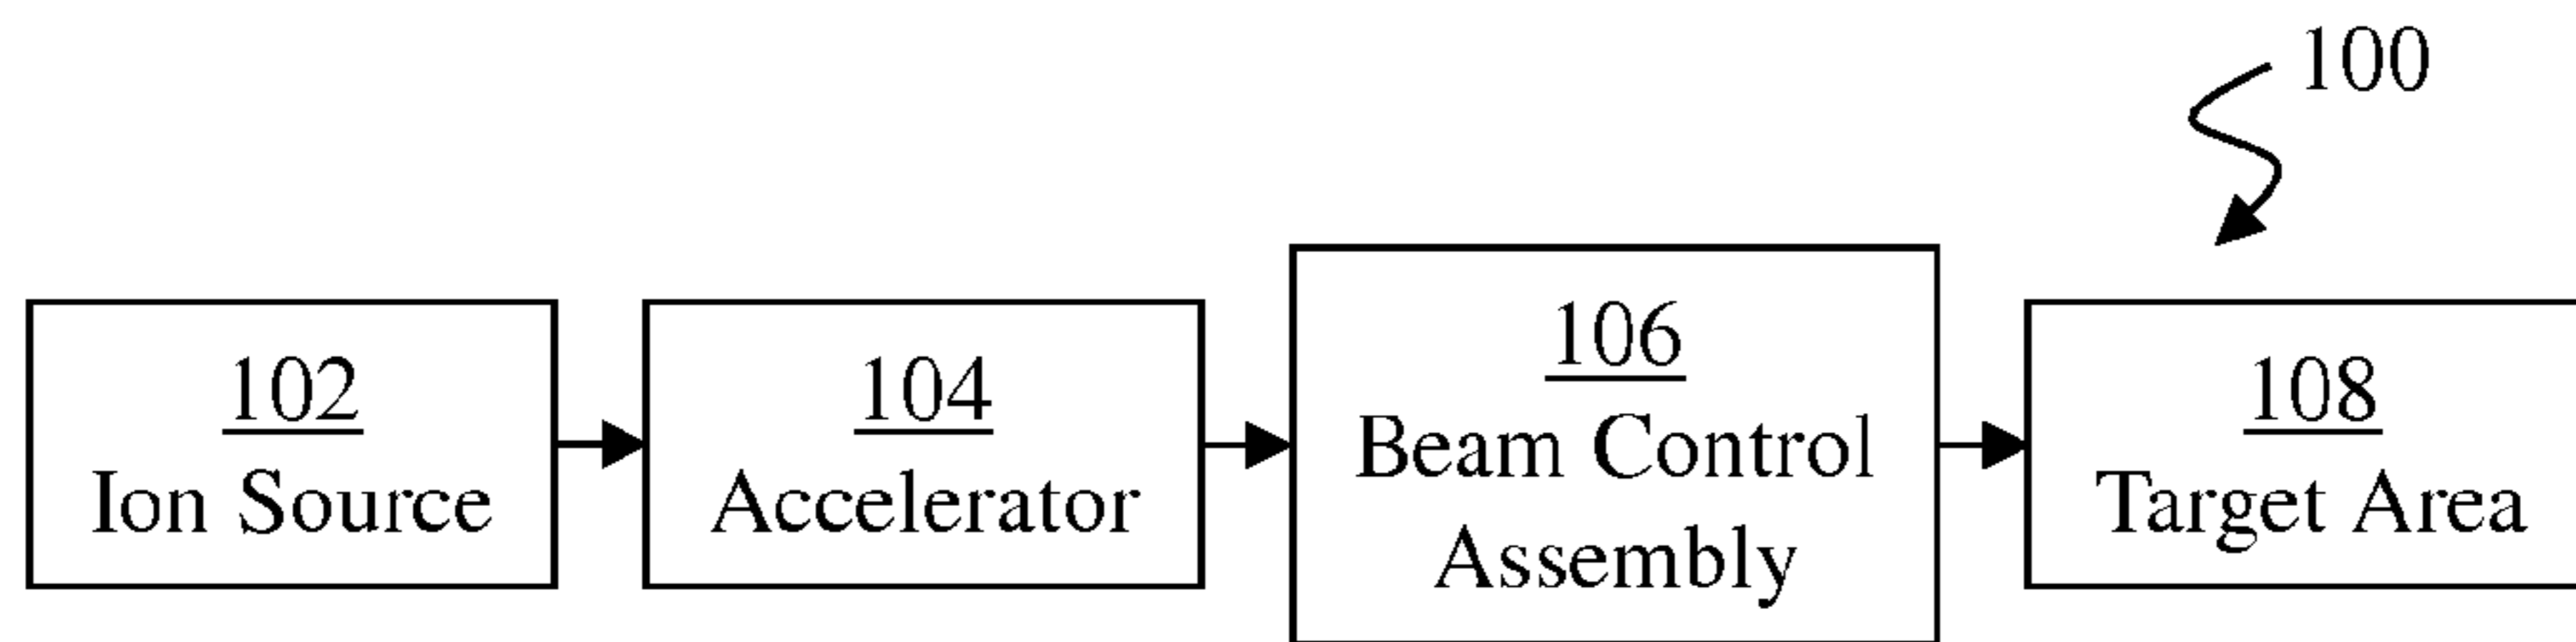 100
102
Ion Source
104
Accelerator
106
Beam Control
Assembly
108
Target Area